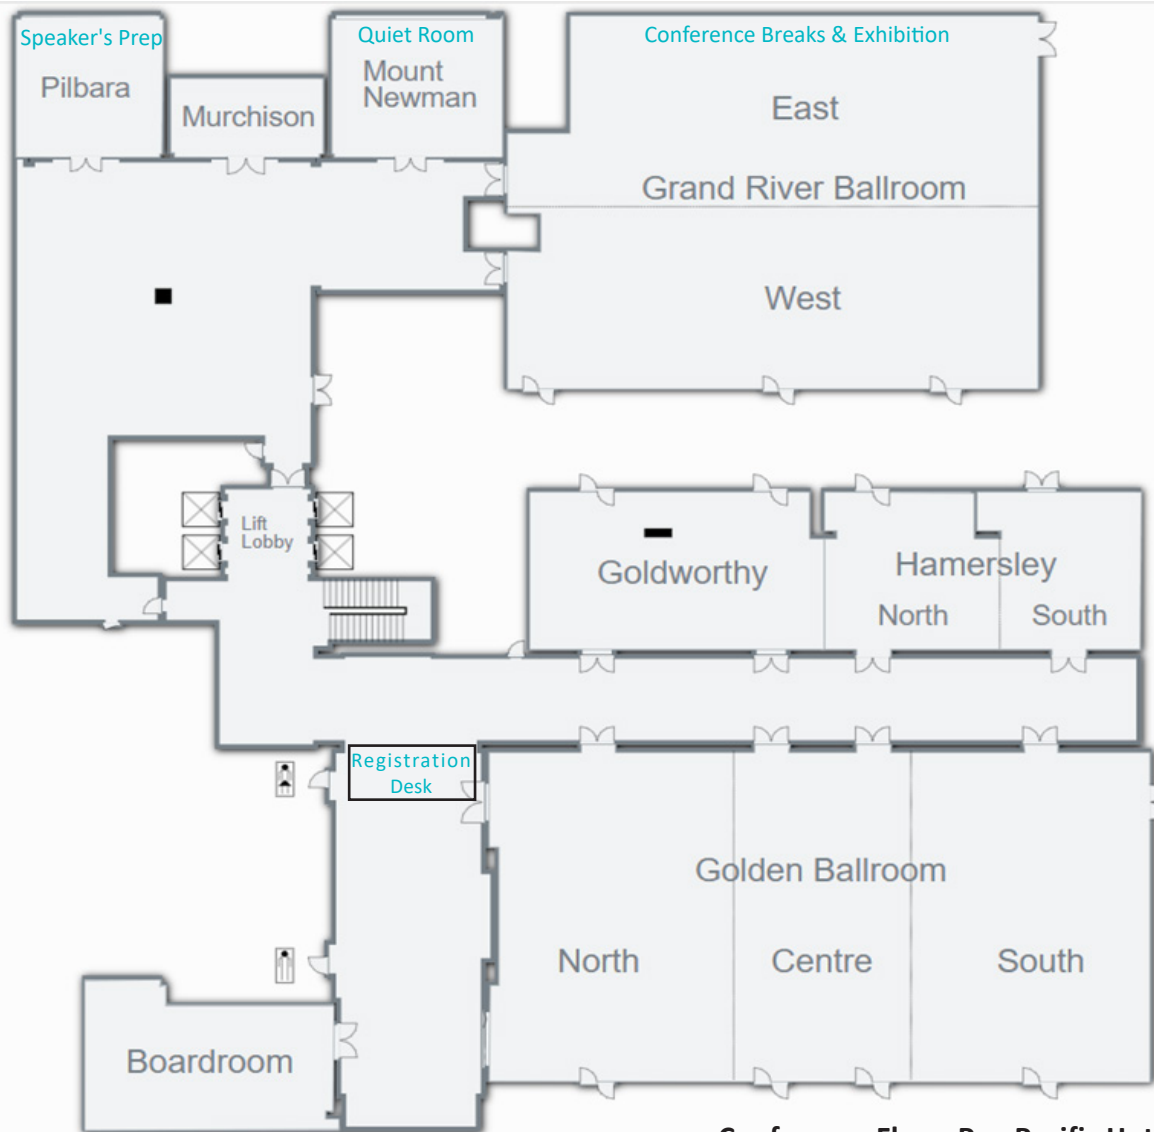 Speaker's Prep
Pilbara
Murchison
Quiet Room
Mount
Newman
Conference Breaks & Exhibition
East
Grand River Ballroom
West
Lift
Lobby
Goldworthy
Hamersley
North
South
Registration
Desk
Golden Ballroom
North
Centre
South
Boardroom